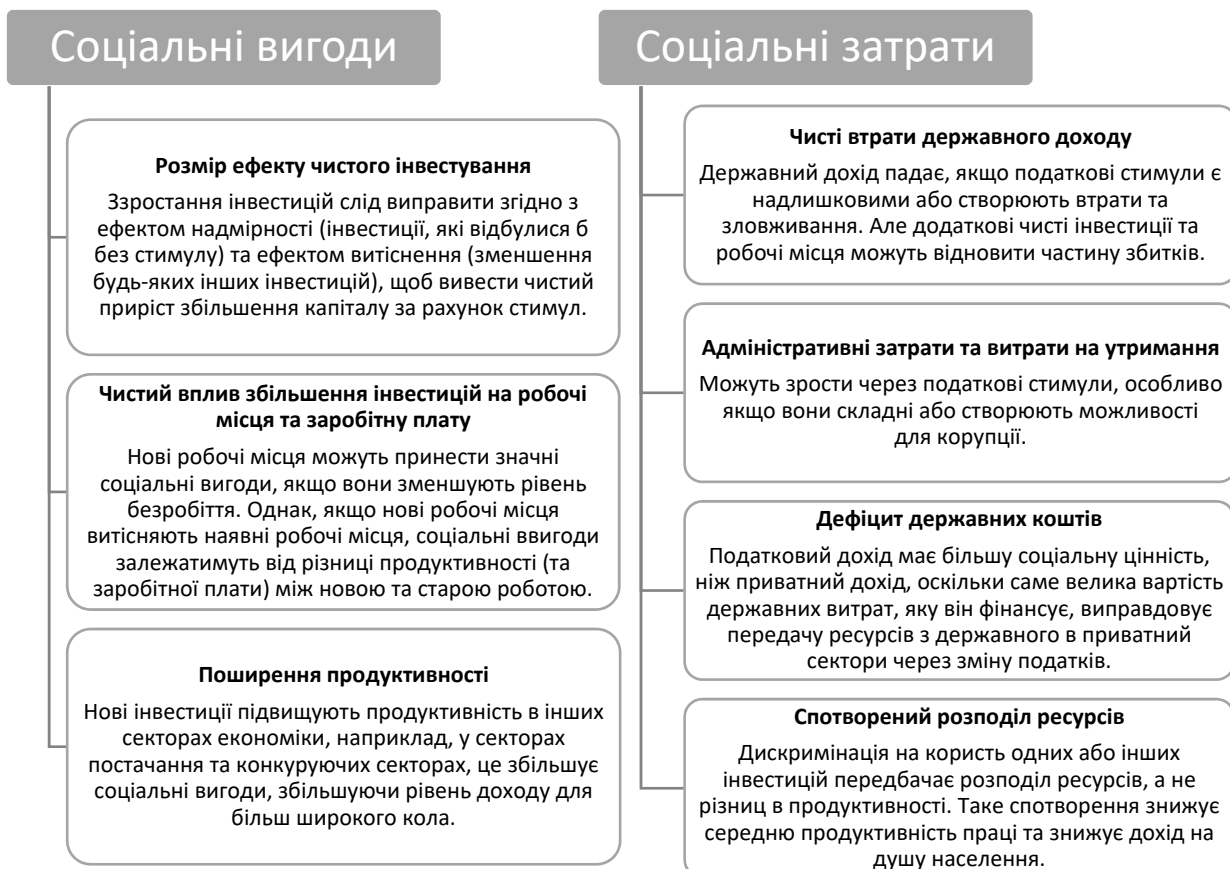 Соціальні вигоди
Розмір ефекту чистого інвестування
Ззростання інвестицій слід виправити згідно з
ефектом надмірності (інвестиції, які відбулися б
без стимулу) та ефектом витіснення (зменшення
будь-яких інших інвестицій), щоб вивести чистий
приріст збільшення капіталу за рахунок стимул.
Чистий вплив збільшення інвестицій на робочі
місця та заробітну плату
Нові робочі місця можуть принести значні
соціальні вигоди, якщо вони зменшують рівень
безробіття. Однак, якщо нові робочі місця
витісняють наявні робочі місця, соціальні ввигоди
залежатимуть від різниці продуктивності (та
заробітної плати) між новою та старою роботою.
Поширення продуктивності
Нові інвестиції підвищують продуктивність в інших
секторах економіки, наприклад, у секторах
постачання та конкуруючих секторах, це збільшує
соціальні вигоди, збільшуючи рівень доходу для
більш широкого кола.
Соціальні затрати
Чисті втрати державного доходу
Державний дохід падає, якщо податкові стимули є
надлишковими або створюють втрати та
зловживання. Але додаткові чисті інвестиції та
робочі місця можуть відновити частину збитків.
Адміністративні затрати та витрати на утримання
Можуть зрости через податкові стимули, особливо
якщо вони складні або створюють можливості
для корупції.
Дефіцит державних коштів
Податковий дохід має більшу соціальну цінність,
ніж приватний дохід, оскільки саме велика вартість
державних витрат, яку він фінансує, виправдовує
передачу ресурсів з державного в приватний
сектори через зміну податків.
Спотворений розподіл ресурсів
Дискримінація на користь одних або інших
інвестицій передбачає розподіл ресурсів, а не
різниц в продуктивності. Таке спотворення знижує
середню продуктивність праці та знижує дохід на
душу населення.